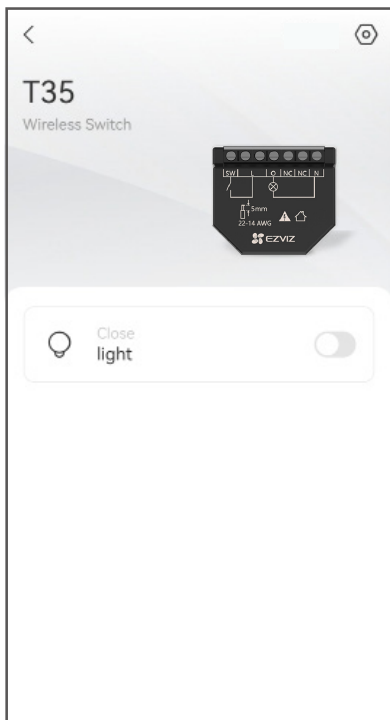 T35
Wireless Switch
SW L O NC NC N
5mm
22-14 AWG
EZVIZ
Close
light